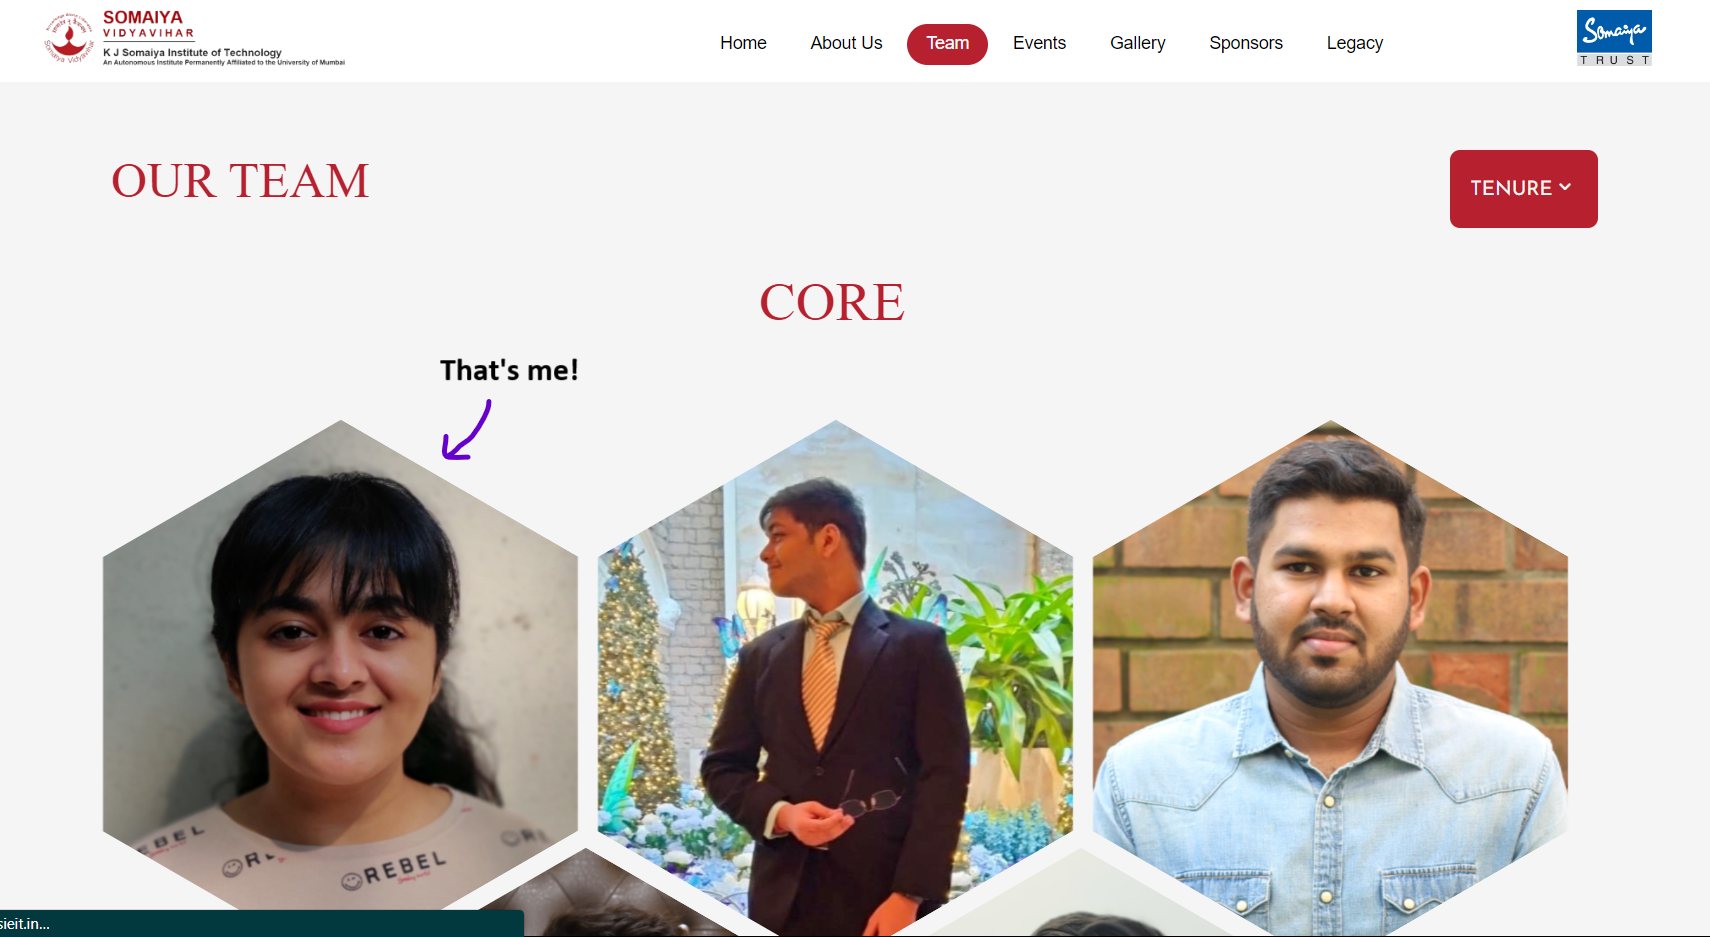 SOMAIYA
VIDYAVIHAR
K J Somaiya Institute of Technology
An Autonomous Institute Permanently Affiliated to the University of Mumbai
Home About Us Team Events Gallery Sponsors Legacy
Somaiya
TRUST
OUR TEAM
TENURE
CORE
That's me!
REBEL
sieit.in...